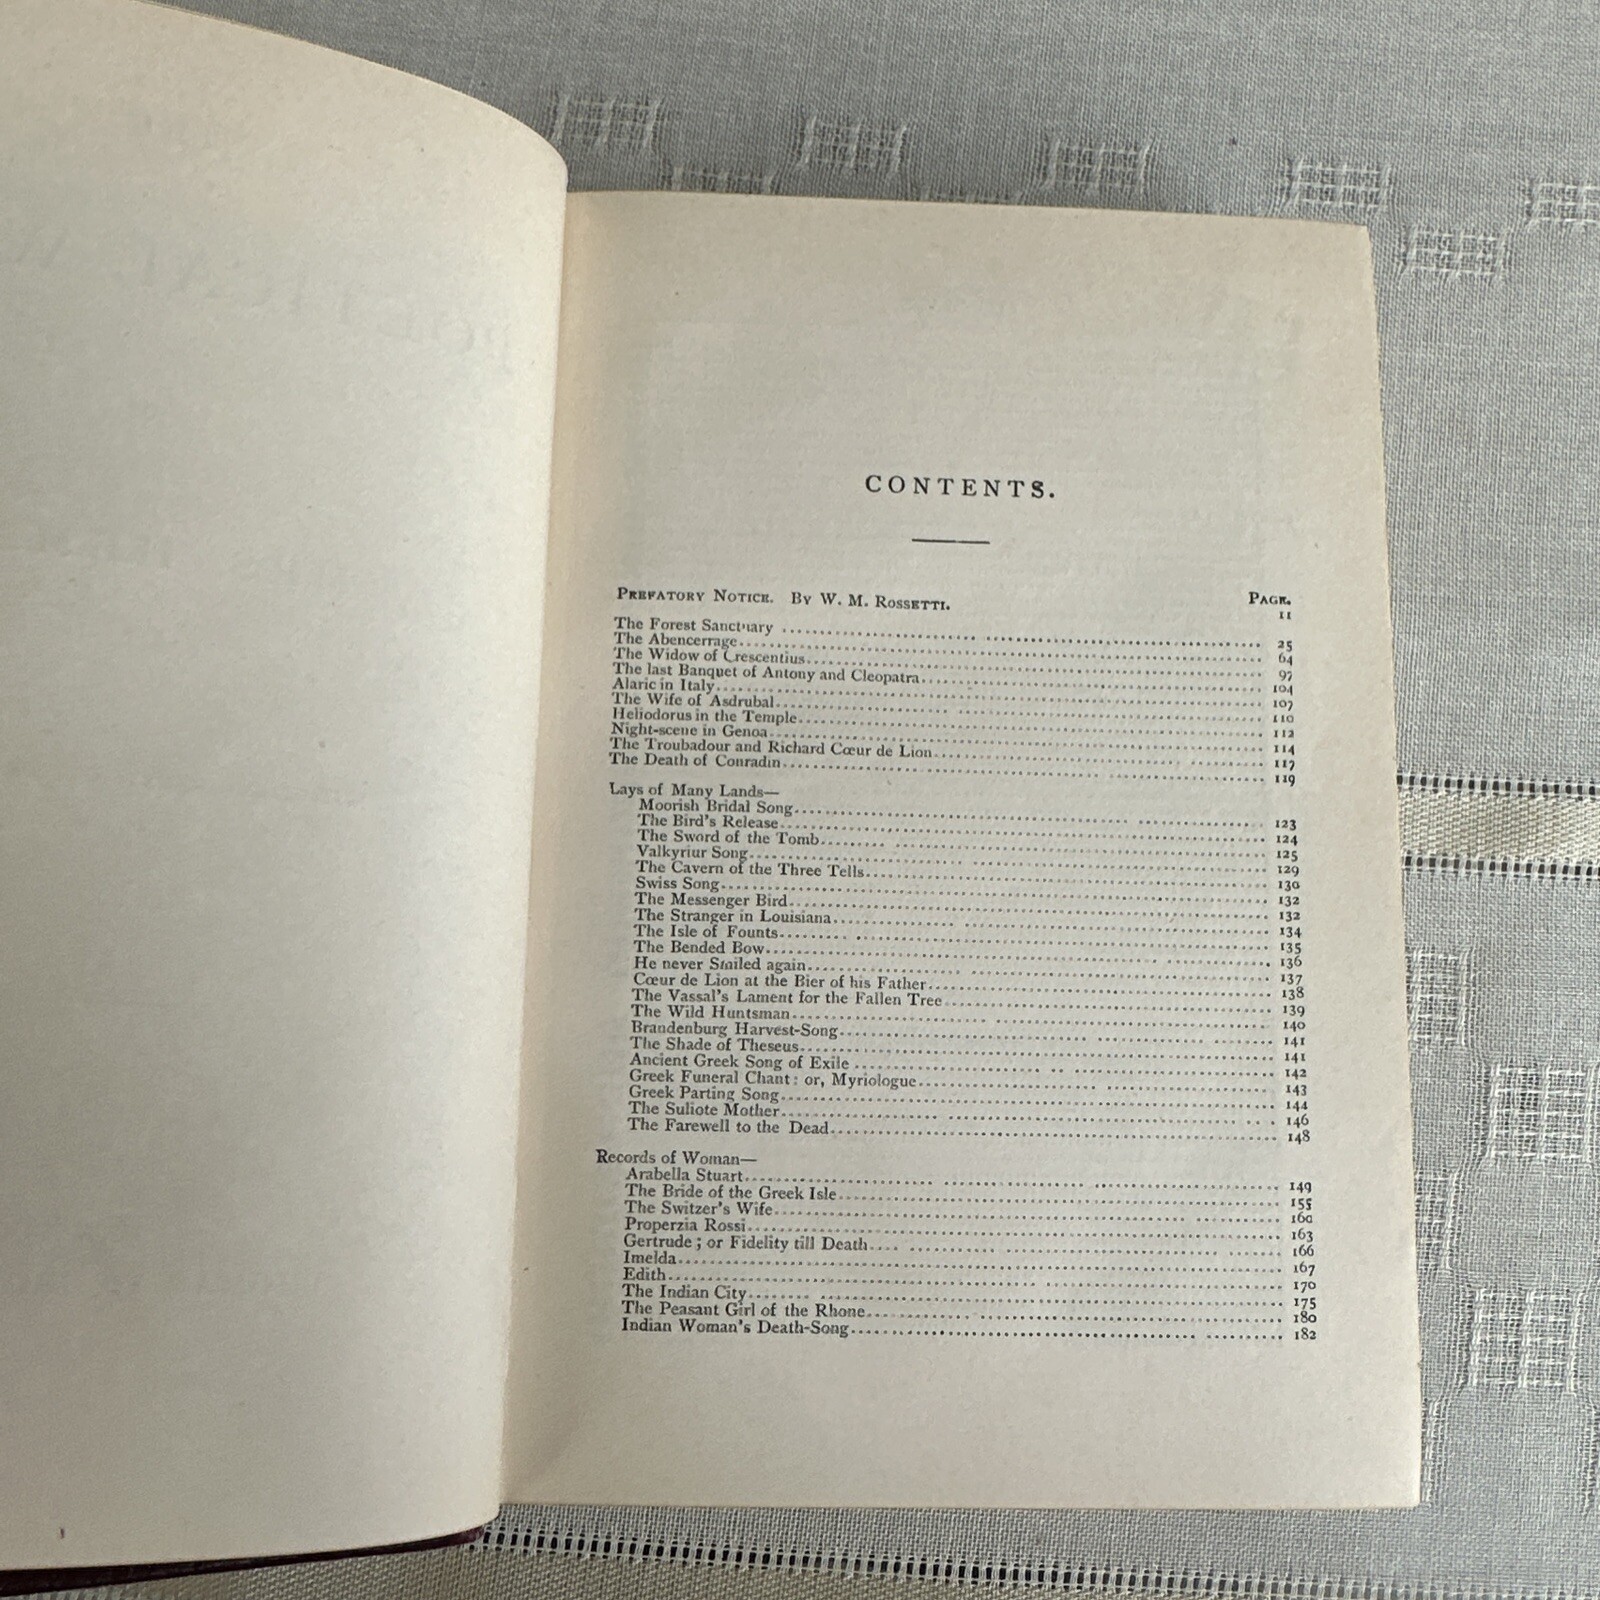 CONTENTS.
PREFATORY NOTICE. BY W. M. ROSSETTI. PAGE.
11
The Forest Sanctuary 25
The Abencerrage 64
The Widow of Crescentius 97
The last Banquet of Antony and Cleopatra 104
Alaric in Italy 107
The Wife of Asdrubal 110
Heliodorus in the Temple 112
Night-scene in Genoa 114
The Troubadour and Richard Cœur de Lion 117
The Death of Conradin 119
Lays of Many Lands—
Moorish Bridal Song 123
The Bird's Release 124
The Sword of the Tomb 125
Valkyriur Song 129
The Cavern of the Three Tells 130
Swiss Song 132
The Messenger Bird 132
The Stranger in Louisiana 134
The Isle of Founts 135
The Bended Bow 136
He never Smiled again 137
Cœur de Lion at the Bier of his Father 138
The Vassal's Lament for the Fallen Tree 139
The Wild Huntsman 140
Brandenburg Harvest-Song 141
The Shade of Theseus 141
Ancient Greek Song of Exile 142
Greek Funeral Chant: or, Myriologue 143
Greek Parting Song 144
The Suliote Mother 146
The Farewell to the Dead 148
Records of Woman—
Arabella Stuart 149
The Bride of the Greek Isle 155
The Switzer's Wife 160
Properzia Rossi 163
Gertrude; or Fidelity till Death 166
Imelda 167
Edith 170
The Indian City 175
The Peasant Girl of the Rhone 180
Indian Woman's Death-Song 182